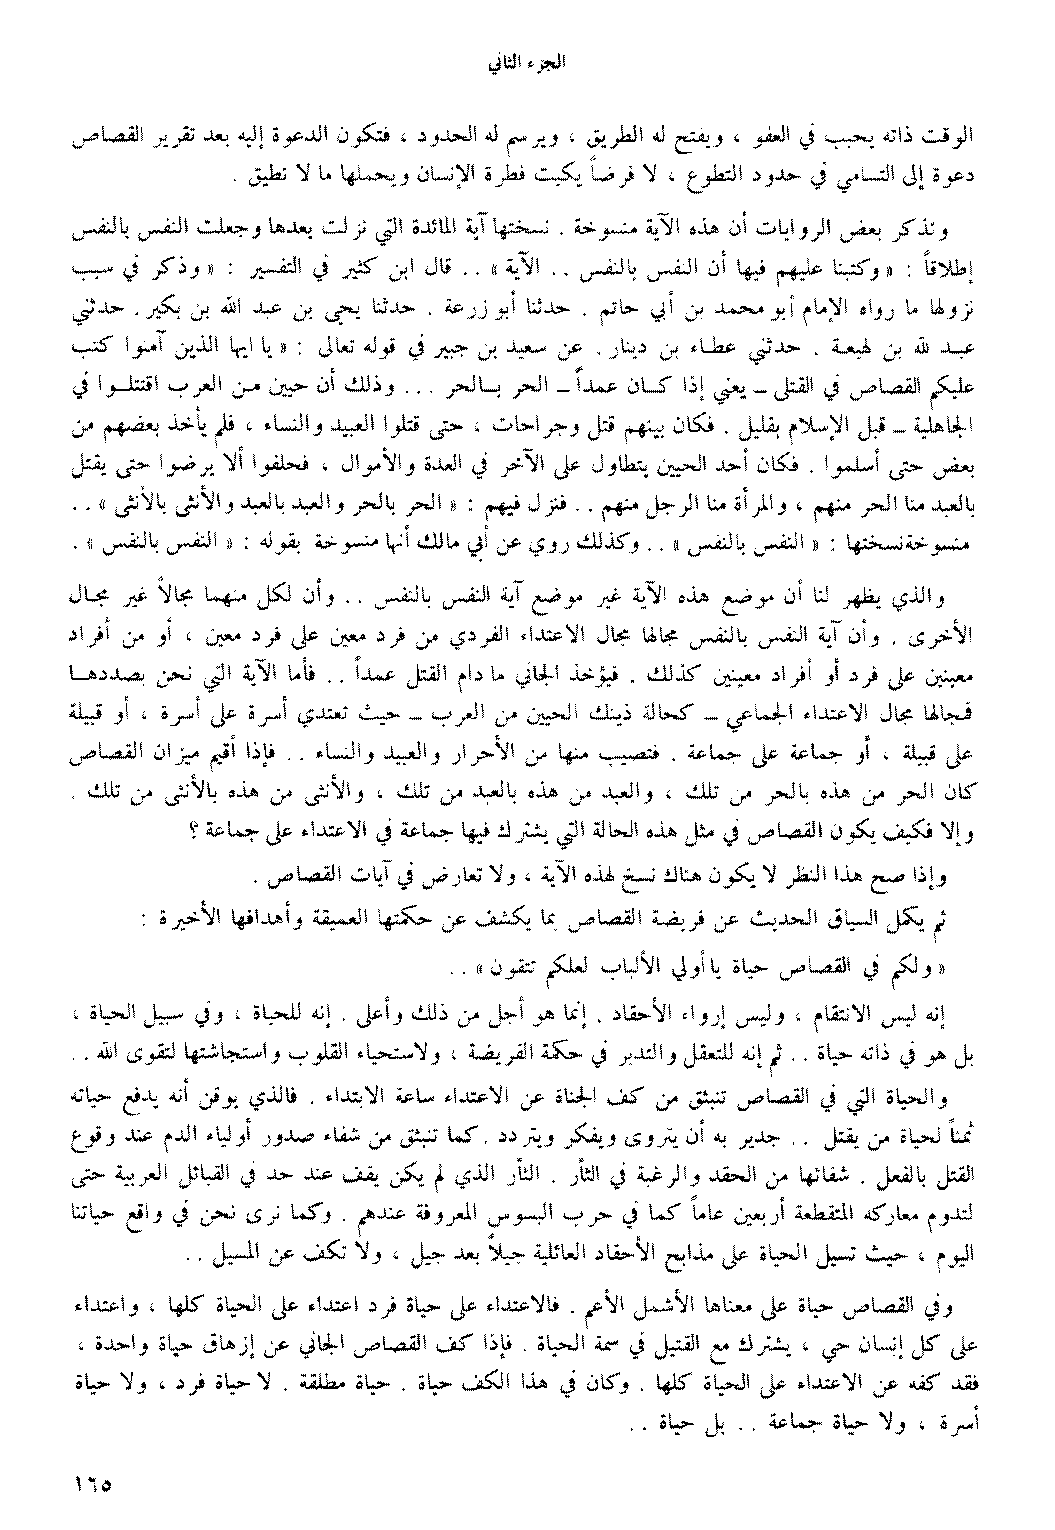 الجزء الثاني
الوقت ذاته يحبب في العفو ، ويفتح له الطريق ، ويرسم له الحدود ، فتكون الدعوة إليه بعد تقرير القصاص
دعوة إلى التسامي في حدود التطوع ، لا فرضاً يكبت فطرة الإنسان ويحملها ما لا تطيق .
وتذكر بعض الروايات أن هذه الآية منسوخة . نسختها آية المائدة التي نزلت بعدها وجعلت النفس بالنفس
إطلاقاً : « وكتبنا عليهم فيها أن النفس بالنفس .. الآية » .. قال ابن كثير في التفسير : « وذكر في سبب
نزولها ما رواه الإمام أبو محمد بن أبي حاتم . حدثنا أبو زرعة . حدثنا يحيى بن عبد الله بن بكير . حدثني
عبد لله بن لهيعة . حدثني عطاء بن دينار . عن سعيد بن جبير في قوله تعالى : « يا ايها الذين آمنوا كتب
عليكم القصاص في القتلى – يعني إذا كان عمداً – الحر بالحر ... وذلك أن حيين من العرب اقتتلوا في
الجاهلية – قبل الإسلام بقليل . فكان بينهم قتل وجراحات ، حتى قتلوا العبيد والنساء ، فلم يأخذ بعضهم من
بعض حتى أسلموا . فكان أحد الحيين يتطاول على الآخر في العدة والأموال ، فحلفوا ألا يرضوا حتى يقتل
بالعبد منا الحر منهم ، والمرأة منا الرجل منهم .. فنزل فيهم : « الحر بالحر والعبد بالعبد والأنثى بالأنثى » ..
منسوخة نسختها : « النفس بالنفس » .. وكذلك روي عن أبي مالك أنها منسوخة بقوله : « النفس بالنفس » .
والذي يظهر لنا أن موضع هذه الآية غير موضع آية النفس بالنفس .. وأن لكل منهما مجالاً غير مجال
الأخرى . وأن آية النفس بالنفس مجالها مجال الاعتداء الفردي من فرد معين على فرد معين ، أو من أفراد
معينين على فرد أو أفراد معينين كذلك . فيؤخذ الجاني ما دام القتل عمداً .. فأما الآية التي نحن بصددها
فمجالها مجال الاعتداء الجماعي – كحالة ذينك الحيين من العرب – حيث تعتدي أسرة على أسرة ، أو قبيلة
على قبيلة ، أو جماعة على جماعة . فتصيب منها من الأحرار والعبيد والنساء .. فإذا أقيم ميزان القصاص
كان الحر من هذه بالحر من تلك ، والعبد من هذه بالعبد من تلك ، والأنثى من هذه بالأنثى من تلك .
وإلا فكيف يكون القصاص في مثل هذه الحالة التي يشترك فيها جماعة في الاعتداء على جماعة ؟
وإذا صح هذا النظر لا يكون هناك نسخ لهذه الآية ، ولا تعارض في آيات القصاص .
ثم يكمل السياق الحديث عن فريضة القصاص بما يكشف عن حكمتها العميقة وأهدافها الأخيرة :
« ولكم في القصاص حياة يا أولي الألباب لعلكم تتقون » ..
إنه ليس الانتقام ، وليس إرواء الأحقاد . إنما هو أجل من ذلك وأعلى . إنه للحياة ، وفي سبيل الحياة ،
بل هو في ذاته حياة .. ثم إنه للتعقل والتدبر في حكمة الفريضة ، ولاستحياء القلوب واستجاشتها لتقوى الله ..
والحياة التي في القصاص تنبثق من كف الجناة عن الاعتداء ساعة الابتداء . فالذي يوقن أنه يدفع حياته
ثمناً لحياة من يقتل .. جدير به أن يتروى ويفكر ويتردد . كما تنبثق من شفاء صدور أولياء الدم عند وقوع
القتل بالفعل . شفائها من الحقد والرغبة في الثأر . الثأر الذي لم يكن يقف عند حد في القبائل العربية حتى
لتدوم معاركه المتقطعة أربعين عاماً كما في حرب البسوس المعروفة عندهم . وكما نرى نحن في واقع حياتنا
اليوم ، حيث تسيل الحياة على مذابح الأحقاد العائلية جيلاً بعد جيل ، ولا تكف عن المسيل ..
وفي القصاص حياة على معناها الأشمل الأعم . فالاعتداء على حياة فرد اعتداء على الحياة كلها ، واعتداء
على كل إنسان حي ، يشترك مع القتيل في سمة الحياة . فإذا كف القصاص الجاني عن إزهاق حياة واحدة ،
فقد كفه عن الاعتداء على الحياة كلها . وكان في هذا الكف حياة . حياة مطلقة . لا حياة فرد ، ولا حياة
أسرة ، ولا حياة جماعة .. بل حياة ..
١٦٥